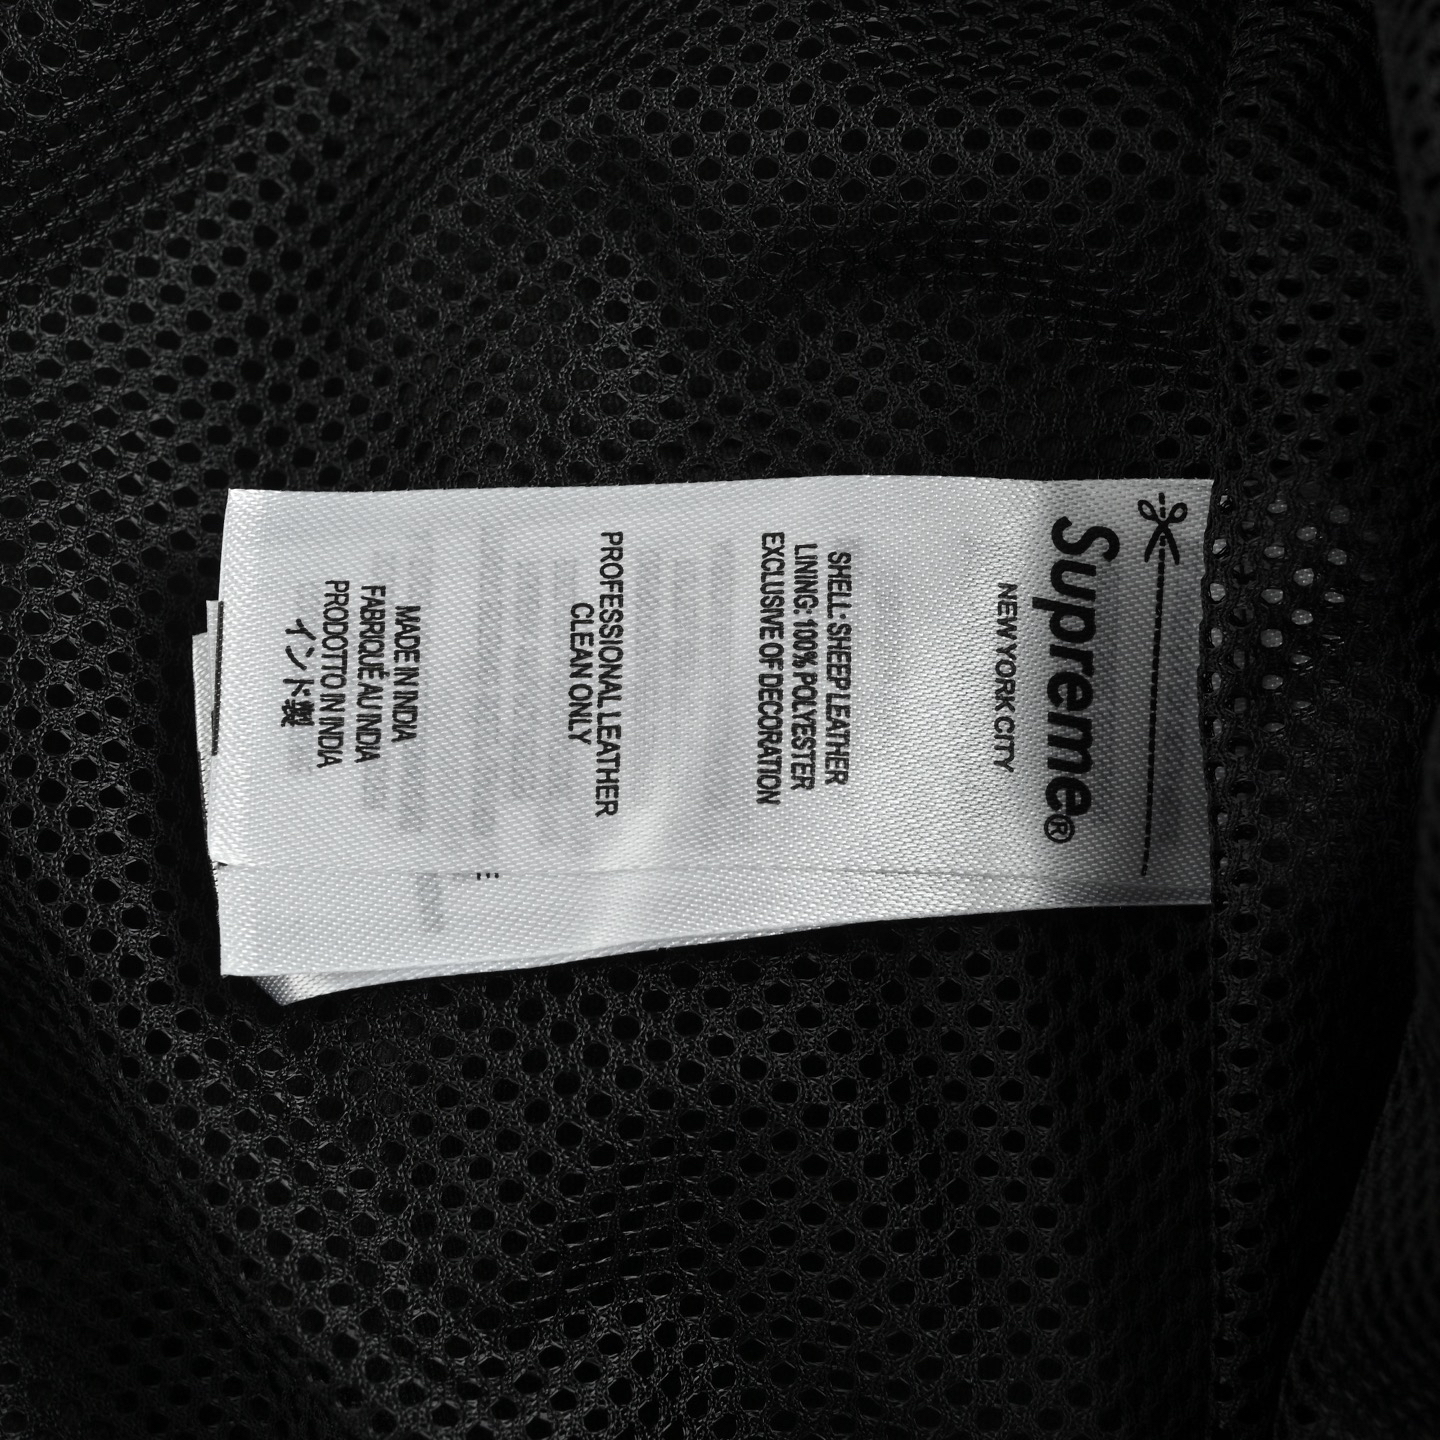 Supreme®
NEW YORK CITY
SHELL: SHEEP LEATHER
LINING: 100% POLYESTER
EXCLUSIVE OF DECORATION
PROFESSIONAL LEATHER
CLEAN ONLY
MADE IN INDIA
FABRIQUÉ AU INDIA
PRODOTTO IN INDIA
インド製